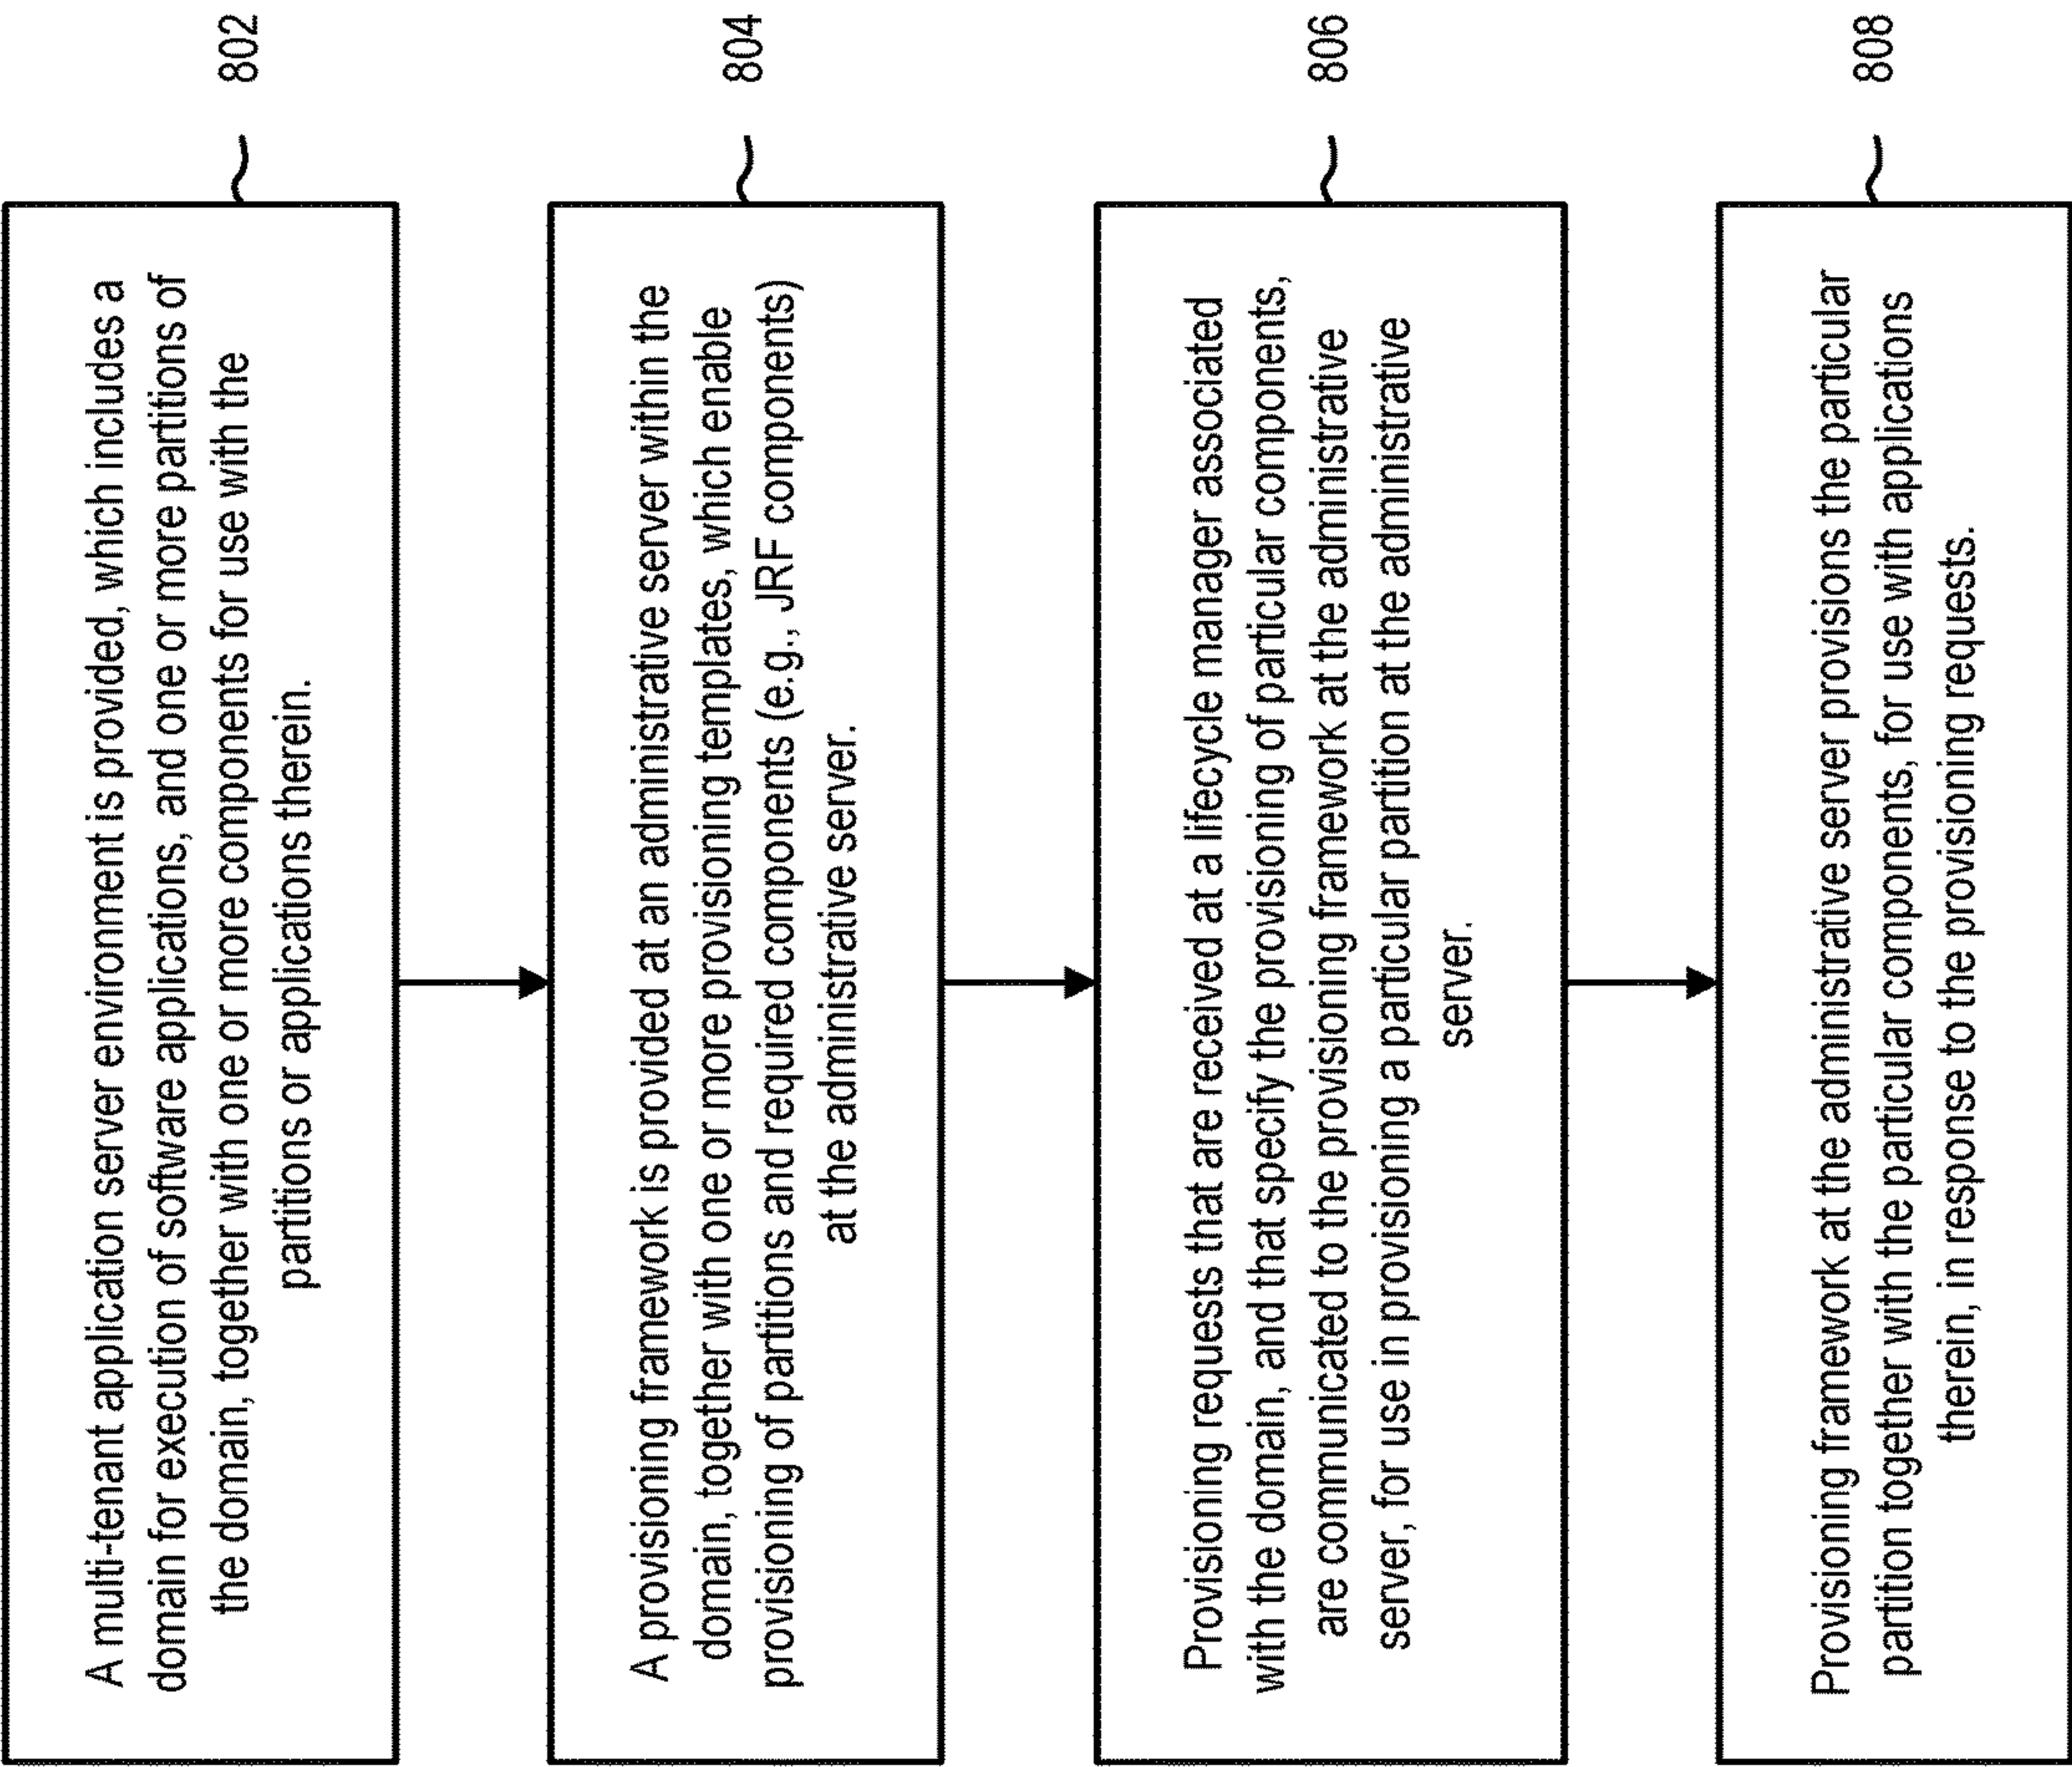 A multi-tenant application server environment is provided, which includes a
domain for execution of software applications, and one or more partitions of
the domain, together with one or more components for use with the
partitions or applications therein.
802
A provisioning framework is provided at an administrative server within the
domain, together with one or more provisioning templates, which enable
provisioning of partitions and required components (e.g., JRF components)
at the administrative server.
804
Provisioning requests that are received at a lifecycle manager associated
with the domain, and that specify the provisioning of particular components,
are communicated to the provisioning framework at the administrative
server, for use in provisioning a particular partition at the administrative
server.
806
Provisioning framework at the administrative server provisions the particular
partition together with the particular components, for use with applications
therein, in response to the provisioning requests.
808